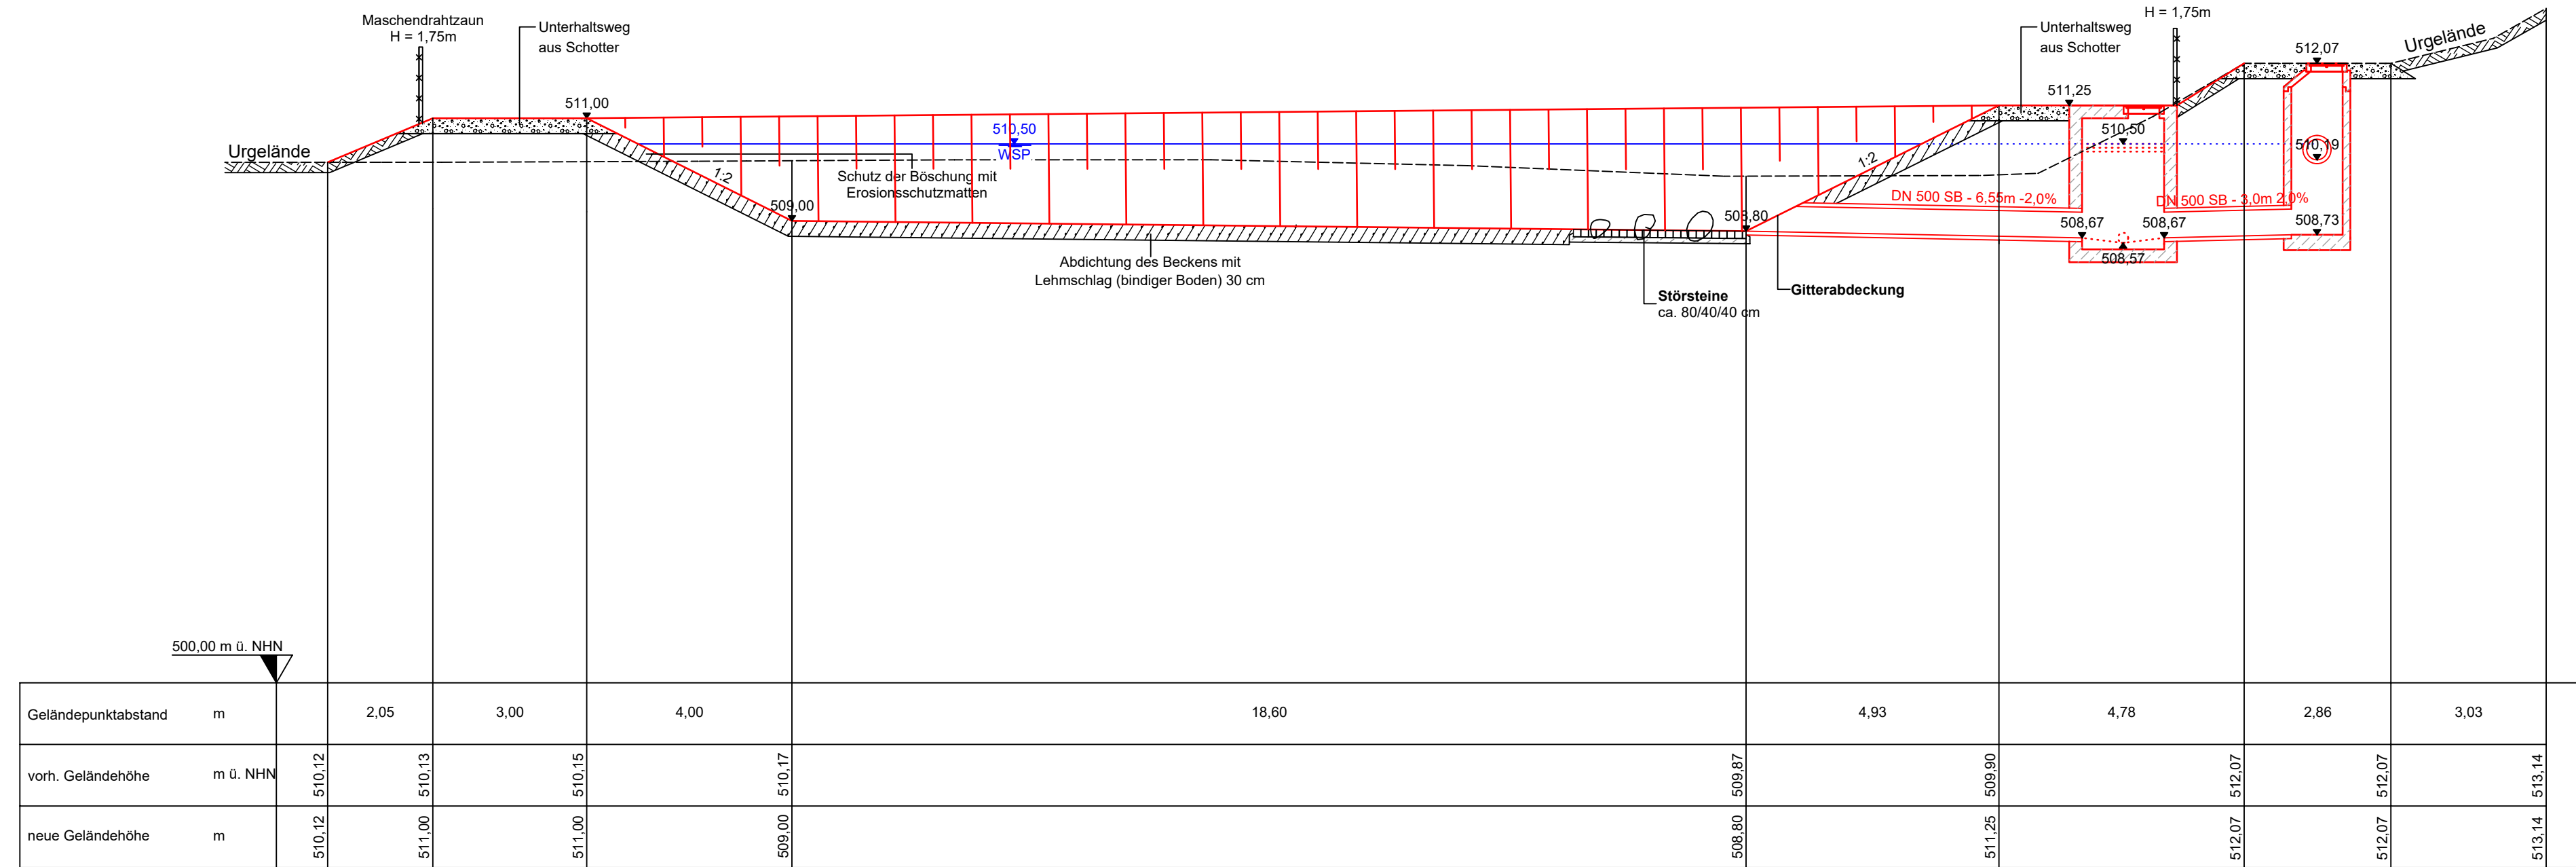 Maschendrahtzaun
H = 1,75m
Unterhaltsweg
aus Schotter
H = 1,75m
Unterhaltsweg
aus Schotter
Urgelände
512,07
511,00
511,25
510,50
WSP
510,50
510,19
Urgelände
1:2
1:2
Schutz der Böschung mit
Erosionsschutzmatten
DN 500 SB - 6,55m -2,0%
DN 500 SB - 3,0m 2,0%
509,00
508,80
508,67
508,67
508,73
508,57
Abdichtung des Beckens mit
Lehmschlag (bindiger Boden) 30 cm
Störsteine
ca. 80/40/40 cm
Gitterabdeckung
500,00 m ü. NHN
Geländepunktabstand m 2,05 3,00 4,00 18,60 4,93 4,78 2,86 3,03
vorh. Geländehöhe m ü. NHN 510,12 510,13 510,15 510,17 509,87 509,90 512,07 512,07 513,14
neue Geländehöhe m 510,12 511,00 511,00 509,00 508,80 511,25 512,07 512,07 513,14